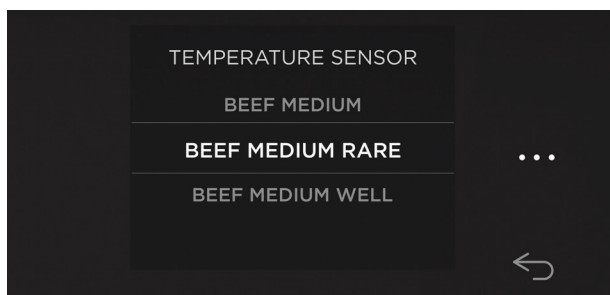 TEMPERATURE SENSOR
BEEF MEDIUM
BEEF MEDIUM RARE
BEEF MEDIUM WELL